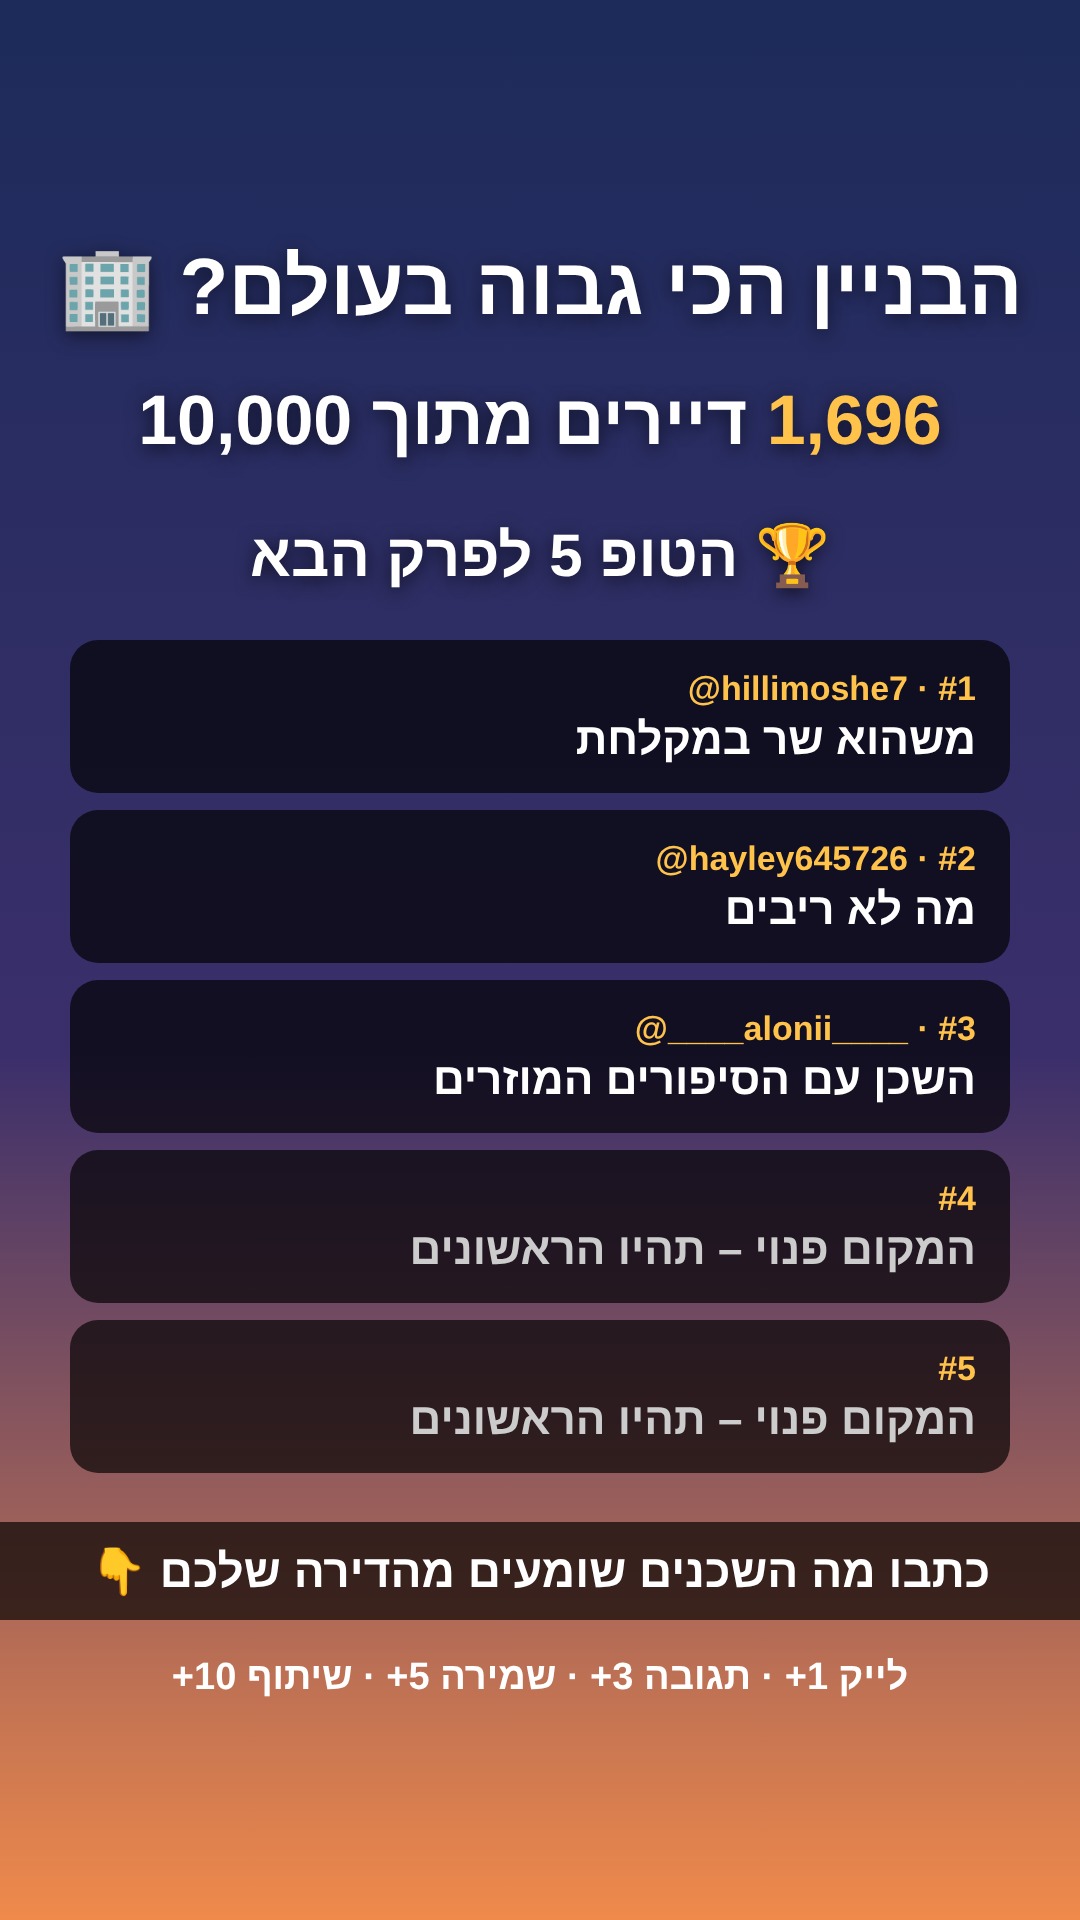 הבניין הכי גבוה בעולם? 🏢
1,696 דיירים מתוך 10,000
🏆 הטופ 5 לפרק הבא
#1 · @hillimoshe7
משהוא שר במקלחת
#2 · @hayley645726
מה לא ריבים
#3 · @____alonii____
השכן עם הסיפורים המוזרים
#4
המקום פנוי – תהיו הראשונים
#5
המקום פנוי – תהיו הראשונים
כתבו מה השכנים שומעים מהדירה שלכם 👇
לייק 1+ · תגובה 3+ · שמירה 5+ · שיתוף 10+